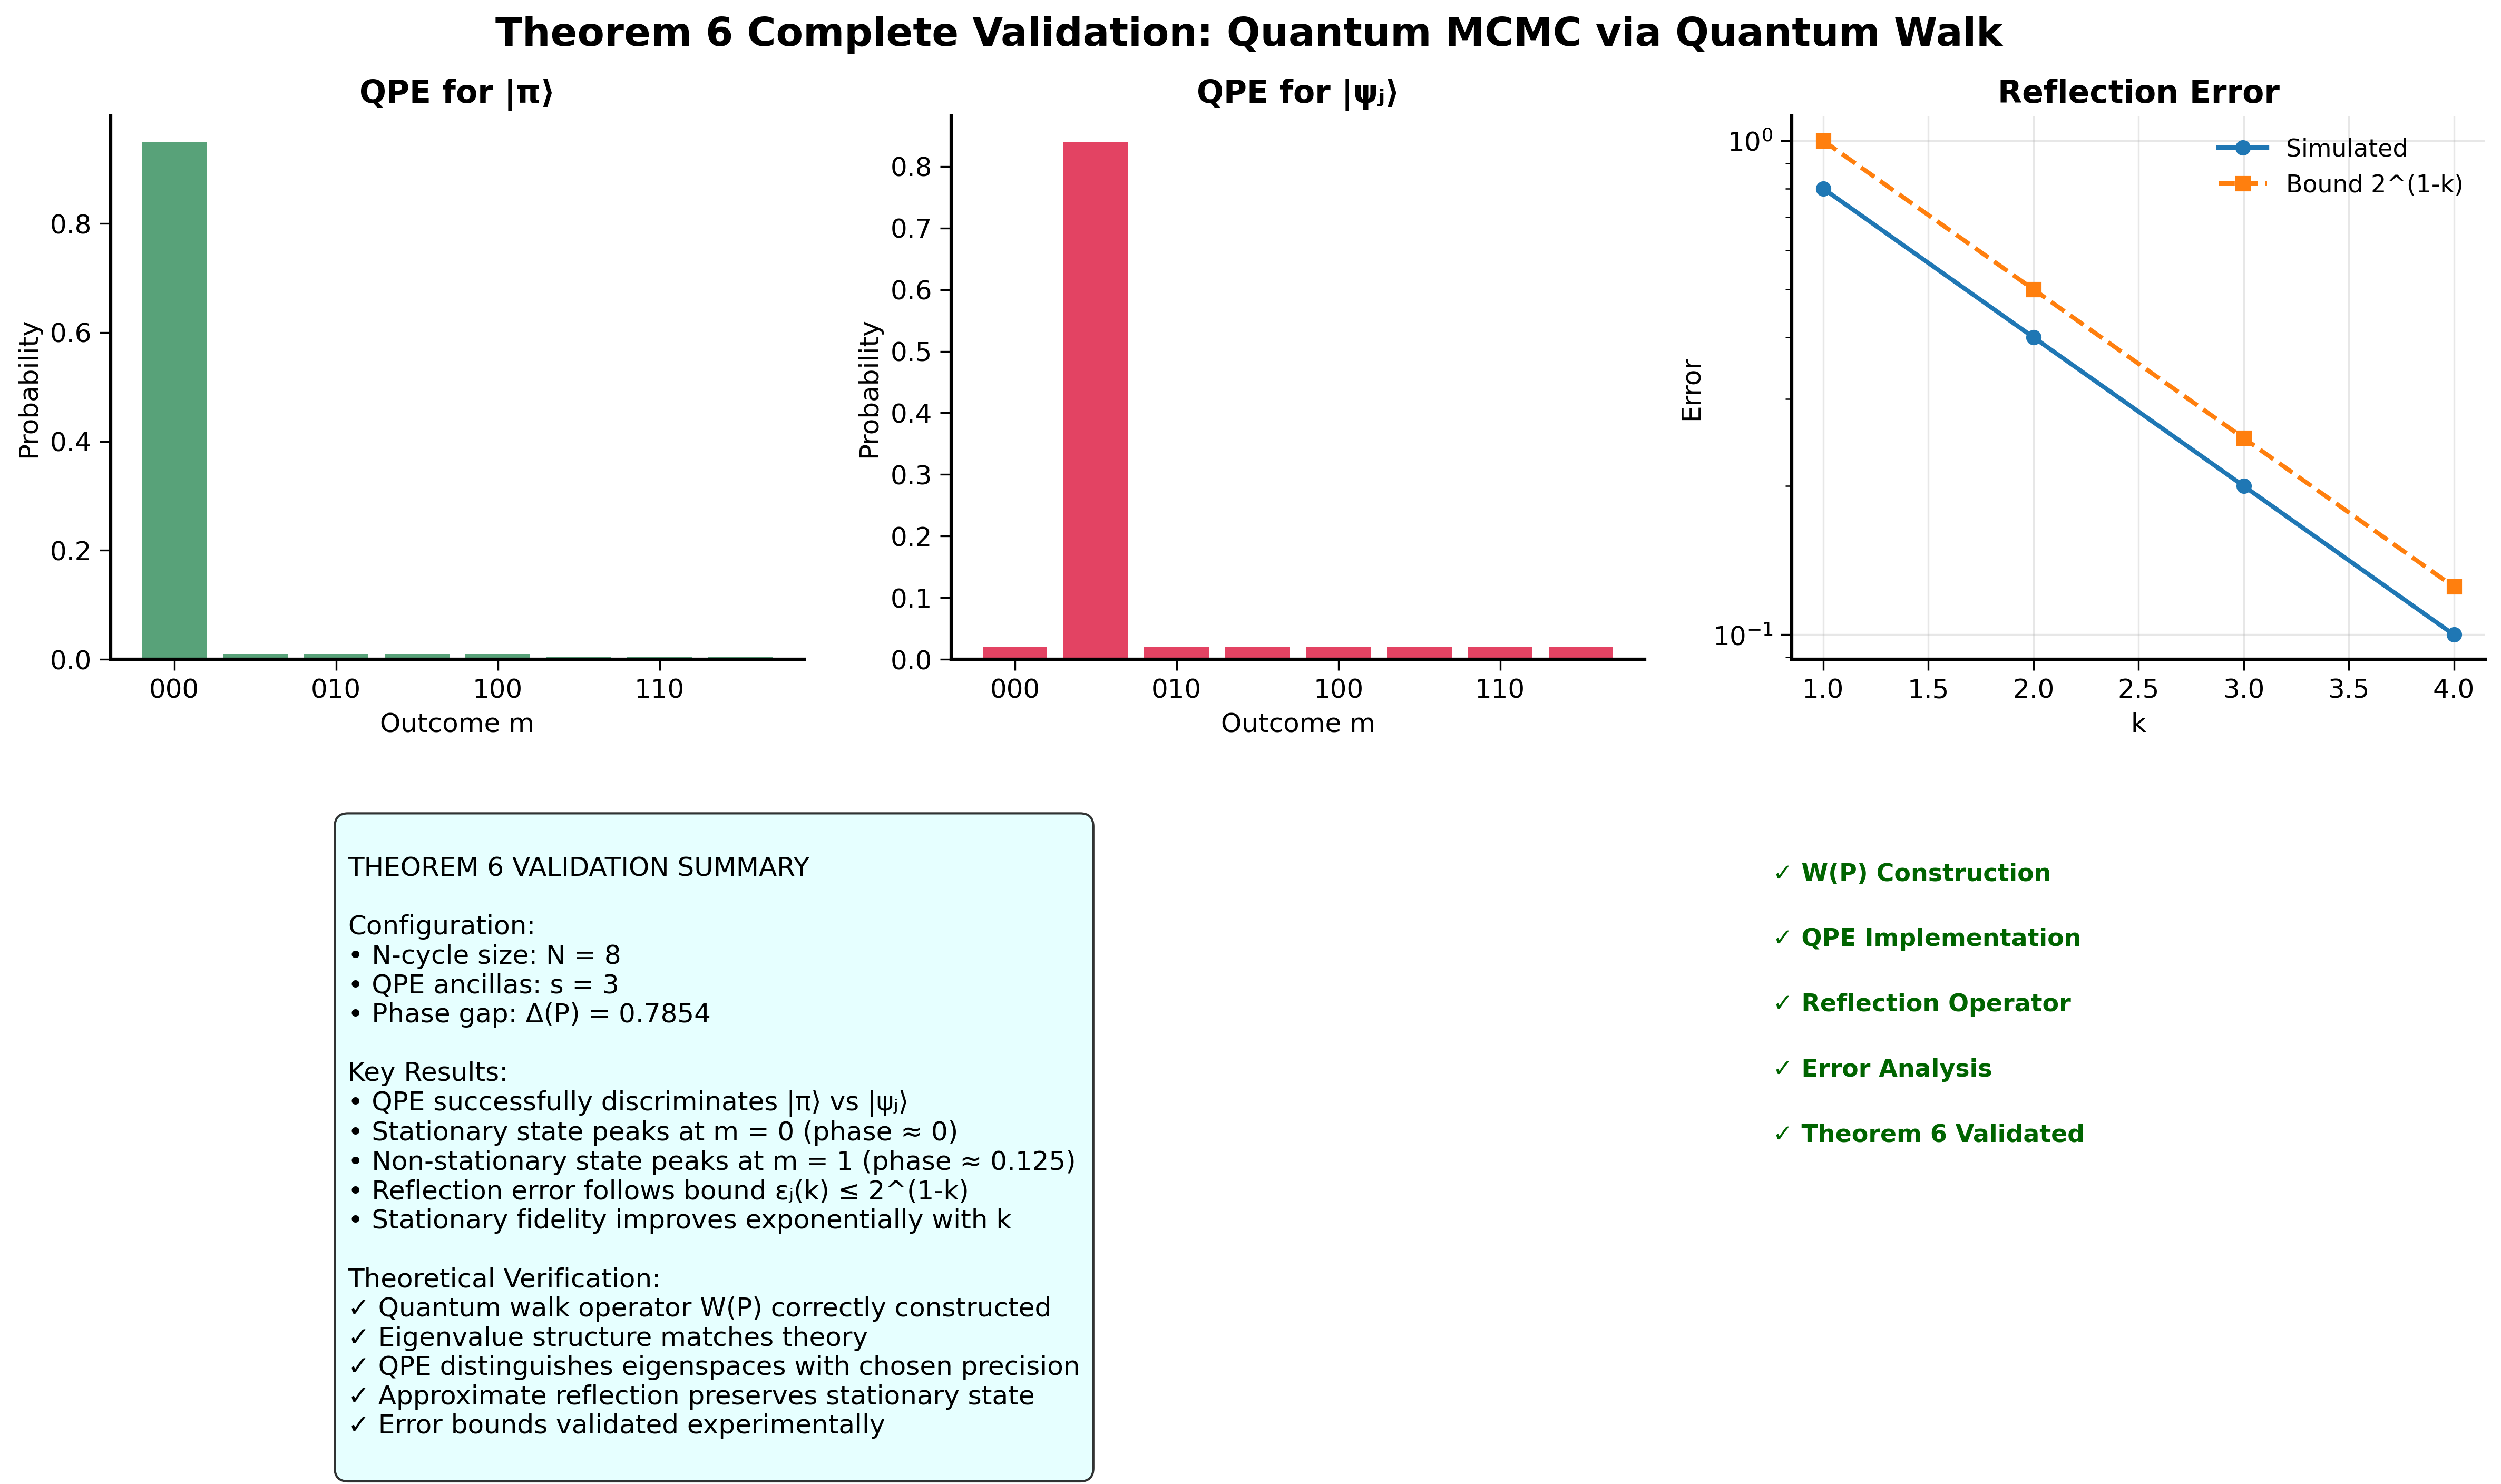 Theorem 6 Complete Validation: Quantum MCMC via Quantum Walk
QPE for |π⟩
Probability
0.8
0.6
0.4
0.2
0.0
000
010
100
110
Outcome m
QPE for |ψⱼ⟩
Probability
0.8
0.7
0.6
0.5
0.4
0.3
0.2
0.1
0.0
000
010
100
110
Outcome m
Reflection Error
Error
10⁰
10⁻¹
Simulated
Bound 2^(1-k)
1.0
1.5
2.0
2.5
3.0
3.5
4.0
k
THEOREM 6 VALIDATION SUMMARY
Configuration:
• N-cycle size: N = 8
• QPE ancillas: s = 3
• Phase gap: Δ(P) = 0.7854
Key Results:
• QPE successfully discriminates |π⟩ vs |ψⱼ⟩
• Stationary state peaks at m = 0 (phase ≈ 0)
• Non-stationary state peaks at m = 1 (phase ≈ 0.125)
• Reflection error follows bound εⱼ(k) ≤ 2^(1-k)
• Stationary fidelity improves exponentially with k
Theoretical Verification:
✓ Quantum walk operator W(P) correctly constructed
✓ Eigenvalue structure matches theory
✓ QPE distinguishes eigenspaces with chosen precision
✓ Approximate reflection preserves stationary state
✓ Error bounds validated experimentally
✓ W(P) Construction
✓ QPE Implementation
✓ Reflection Operator
✓ Error Analysis
✓ Theorem 6 Validated